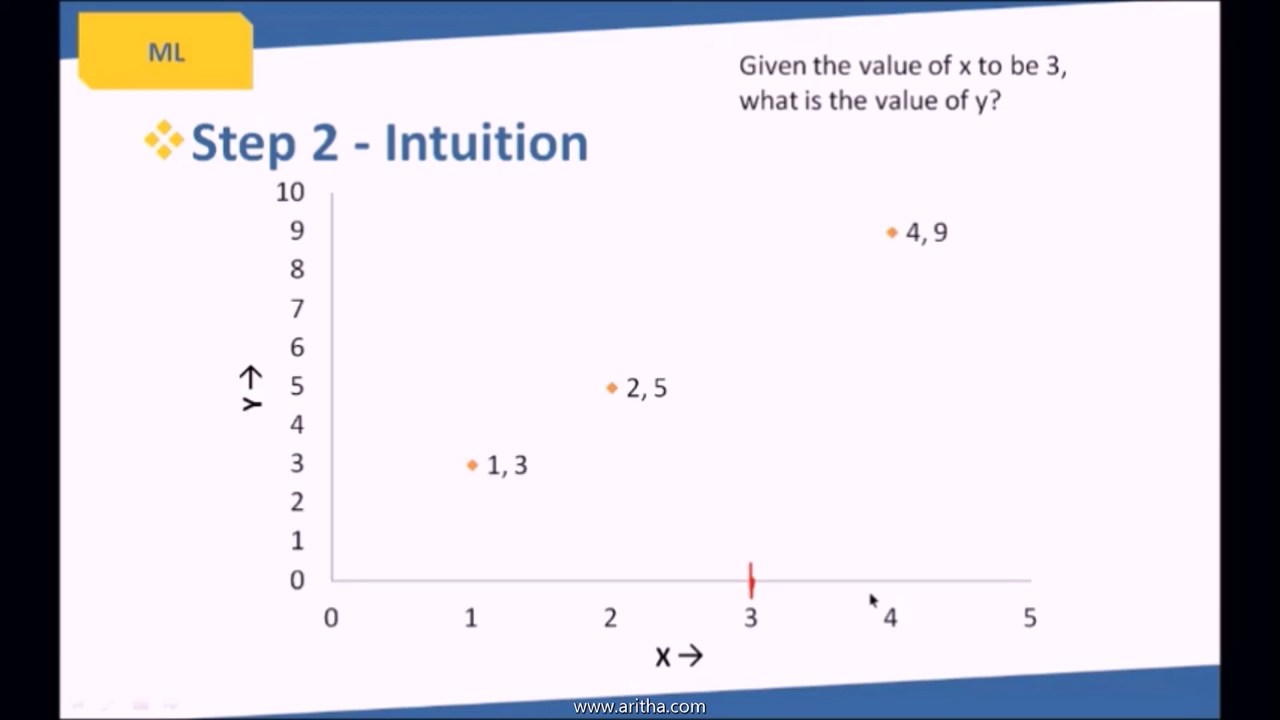 ML
Given the value of x to be 3,
what is the value of y?
Step 2 - Intuition
10
9
8
7
6
5
4
3
2
1
0
Y→
4, 9
2, 5
1, 3
0 1 2 3 4 5
X→
www.aritha.com